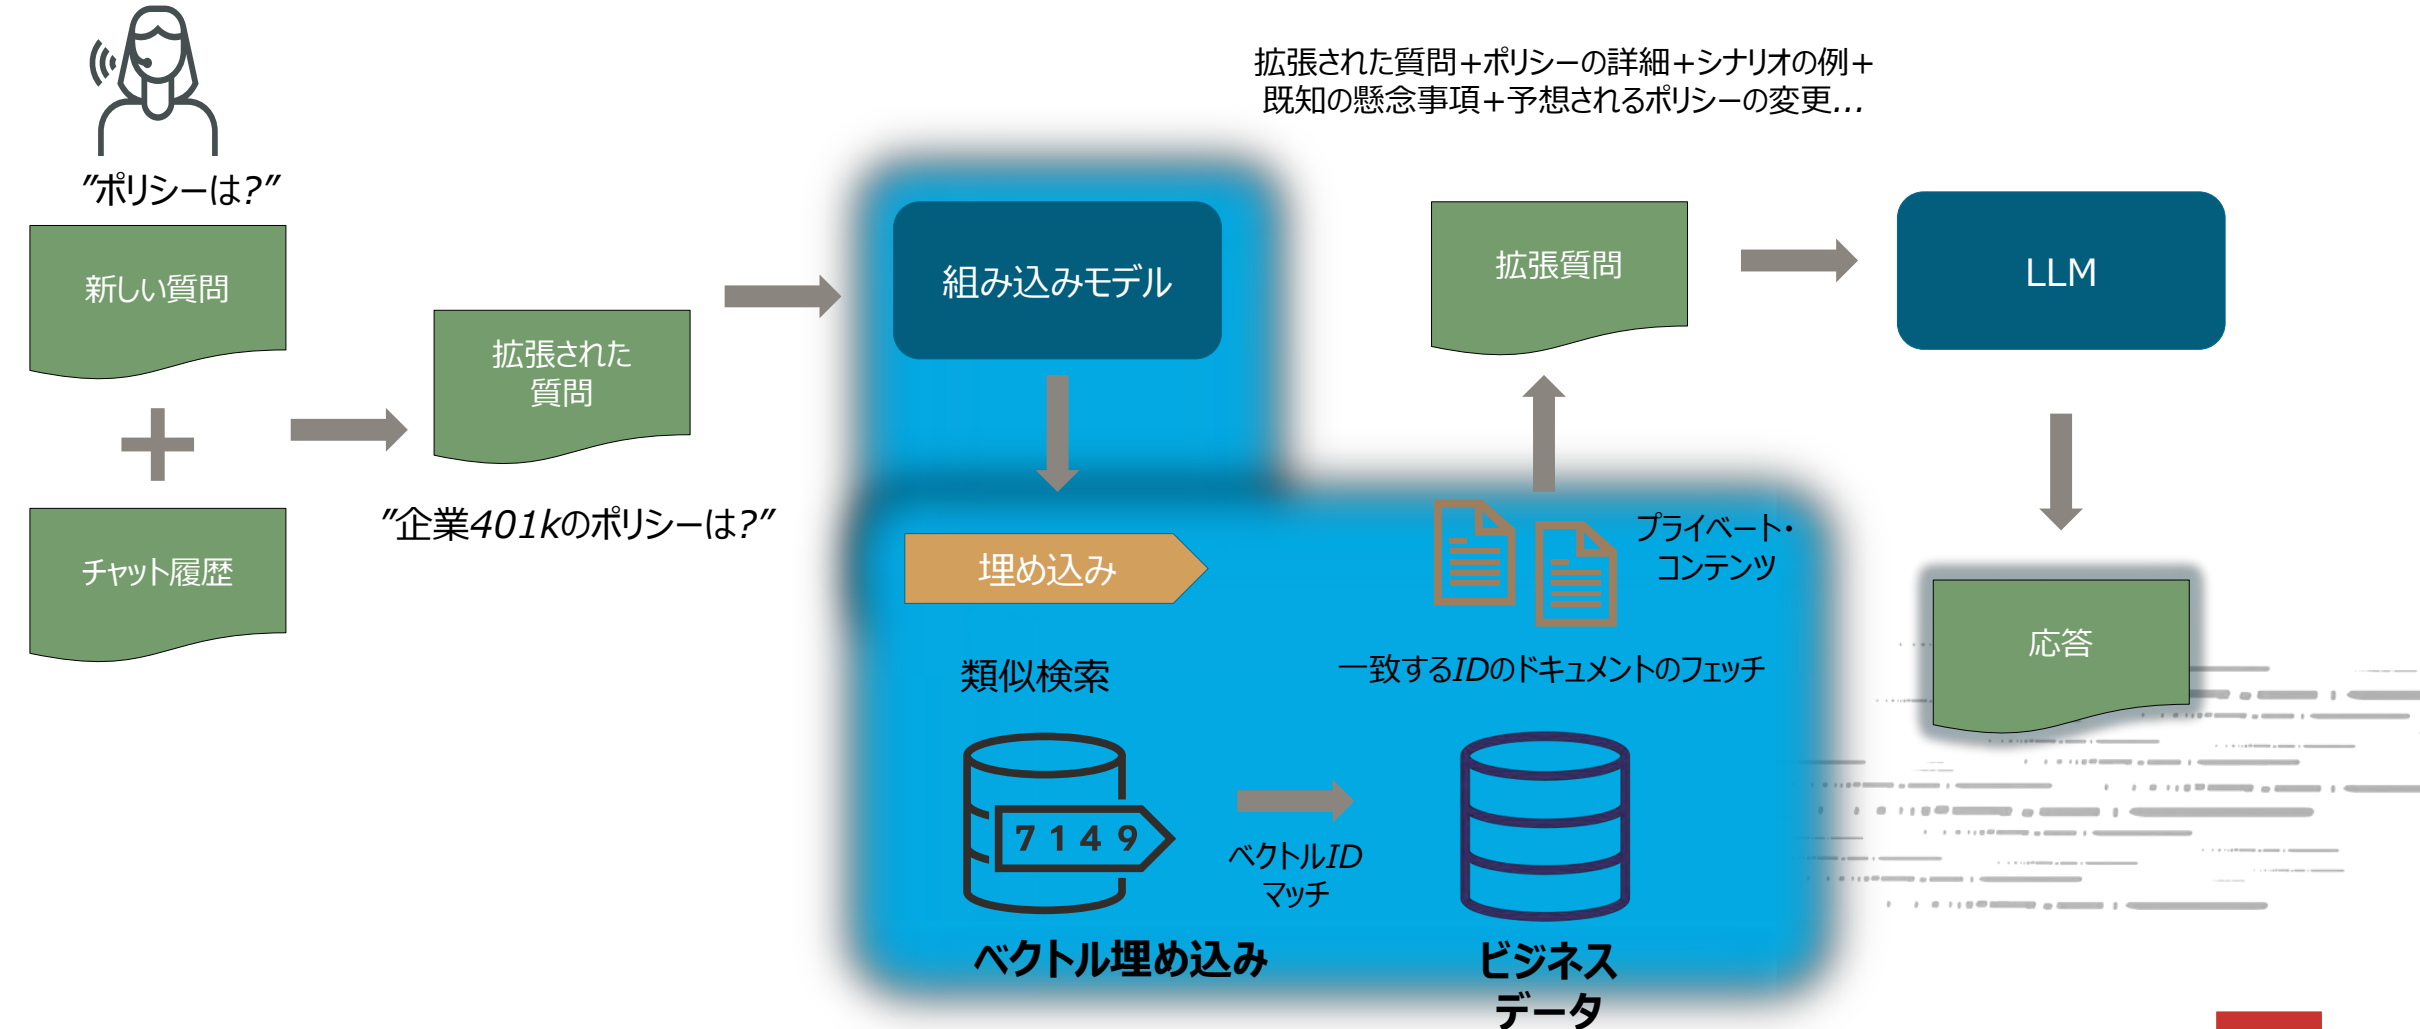 "ポリシーは?"
新しい質問
チャット履歴
拡張された
質問
"企業401kのポリシーは?"
組み込みモデル
埋め込み
類似検索
7 1 4 9
ベクトル埋め込み
ベクトルID
マッチ
ビジネス
データ
一致するIDのドキュメントのフェッチ
プライベート・
コンテンツ
拡張された質問+ポリシーの詳細+シナリオの例+
既知の懸念事項+予想されるポリシーの変更...
拡張質問
LLM
応答